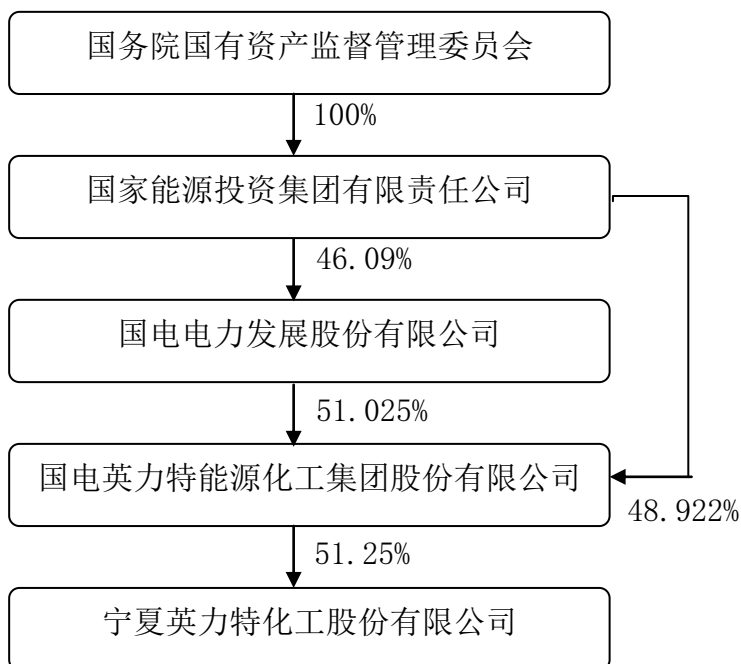 国务院国有资产监督管理委员会
100%
国家能源投资集团有限责任公司
46.09%
国电电力发展股份有限公司
51.025%
国电英力特能源化工集团股份有限公司
48.922%
51.25%
宁夏英力特化工股份有限公司